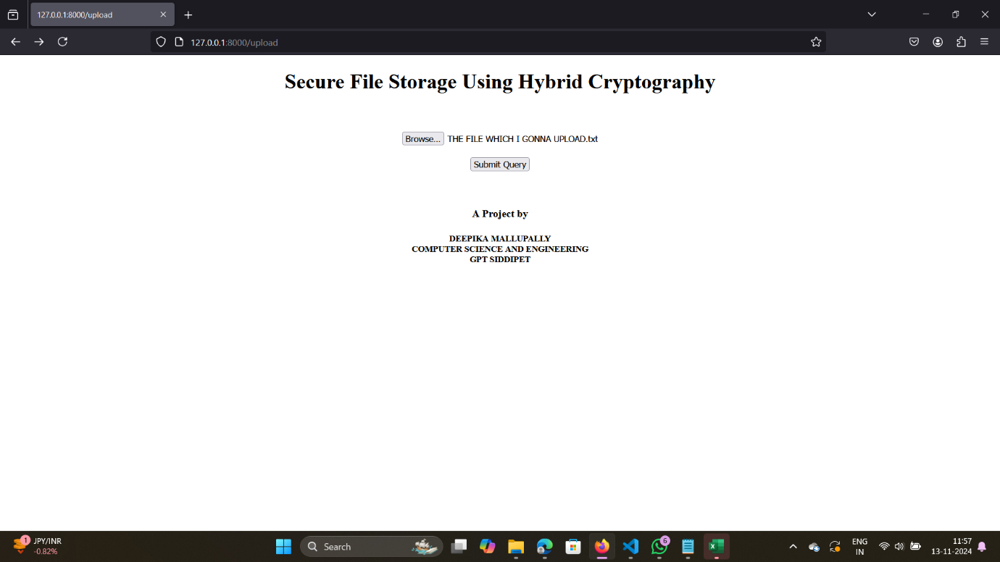 127.0.0.1:8000/upload
127.0.0.1:8000/upload
Secure File Storage Using Hybrid Cryptography
Browse... THE FILE WHICH I GONNA UPLOAD.txt
Submit Query
A Project by
DEEPIKA MALLUPALLY
COMPUTER SCIENCE AND ENGINEERING
GPT SIDDIPET
1 JPY/INR
-0.82%
Search
6
ENG
IN
11:57
13-11-2024